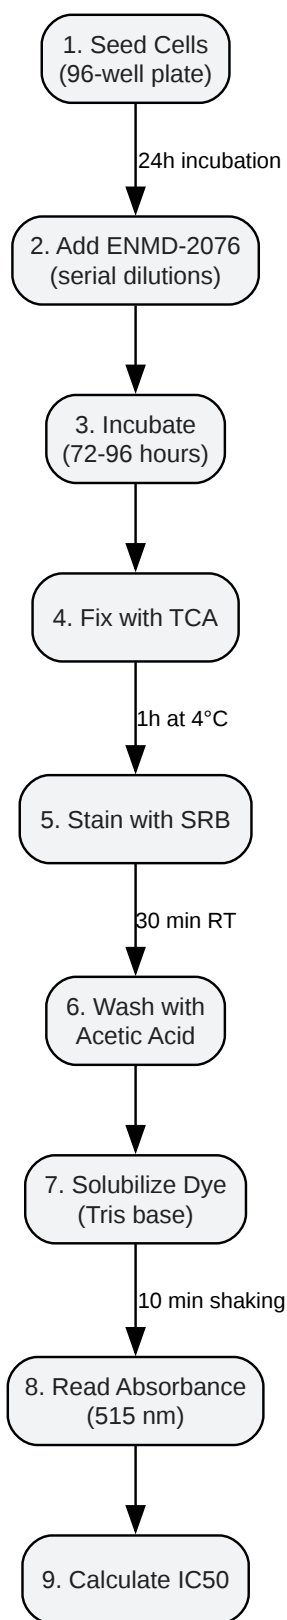 1. Seed Cells
(96-well plate)
24h incubation
2. Add ENMD-2076
(serial dilutions)
3. Incubate
(72-96 hours)
4. Fix with TCA
1h at 4°C
5. Stain with SRB
30 min RT
6. Wash with
Acetic Acid
7. Solubilize Dye
(Tris base)
10 min shaking
8. Read Absorbance
(515 nm)
9. Calculate IC50